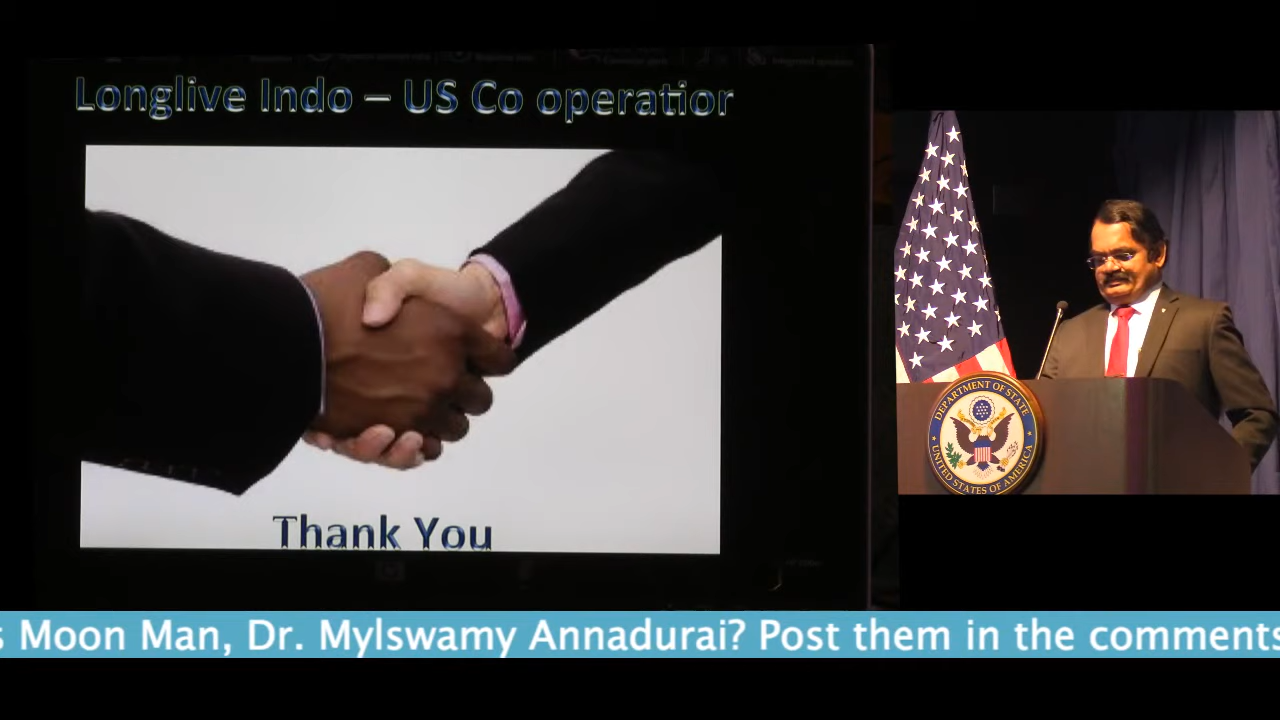 Longlive Indo – US Co operation
Thank You
DEPARTMENT OF STATE
UNITED STATES OF AMERICA
s Moon Man, Dr. Mylswamy Annadurai? Post them in the comments